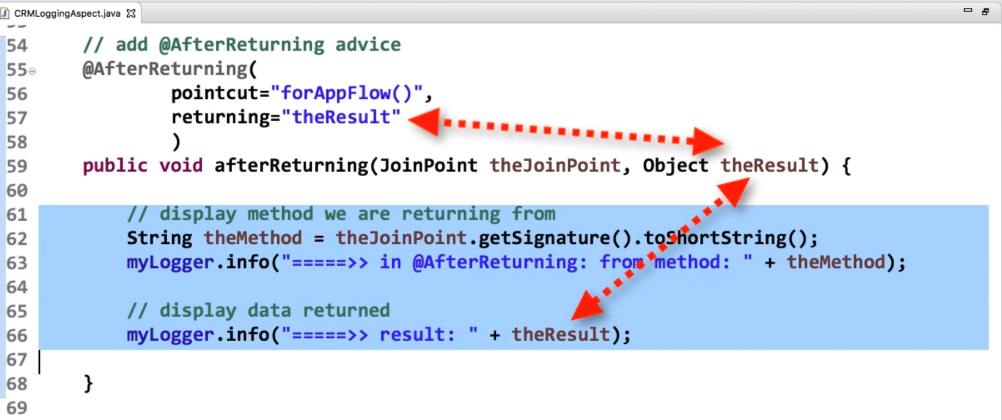 CRMLoggingAspect.java
54 // add @AfterReturning advice
55 @AfterReturning(
56 pointcut="forAppFlow()",
57 returning="theResult"
58 )
59 public void afterReturning(JoinPoint theJoinPoint, Object theResult) {
60
61 // display method we are returning from
62 String theMethod = theJoinPoint.getSignature().toShortString();
63 myLogger.info("=====>> in @AfterReturning: from method: " + theMethod);
64
65 // display data returned
66 myLogger.info("=====>> result: " + theResult);
67
68 }
69